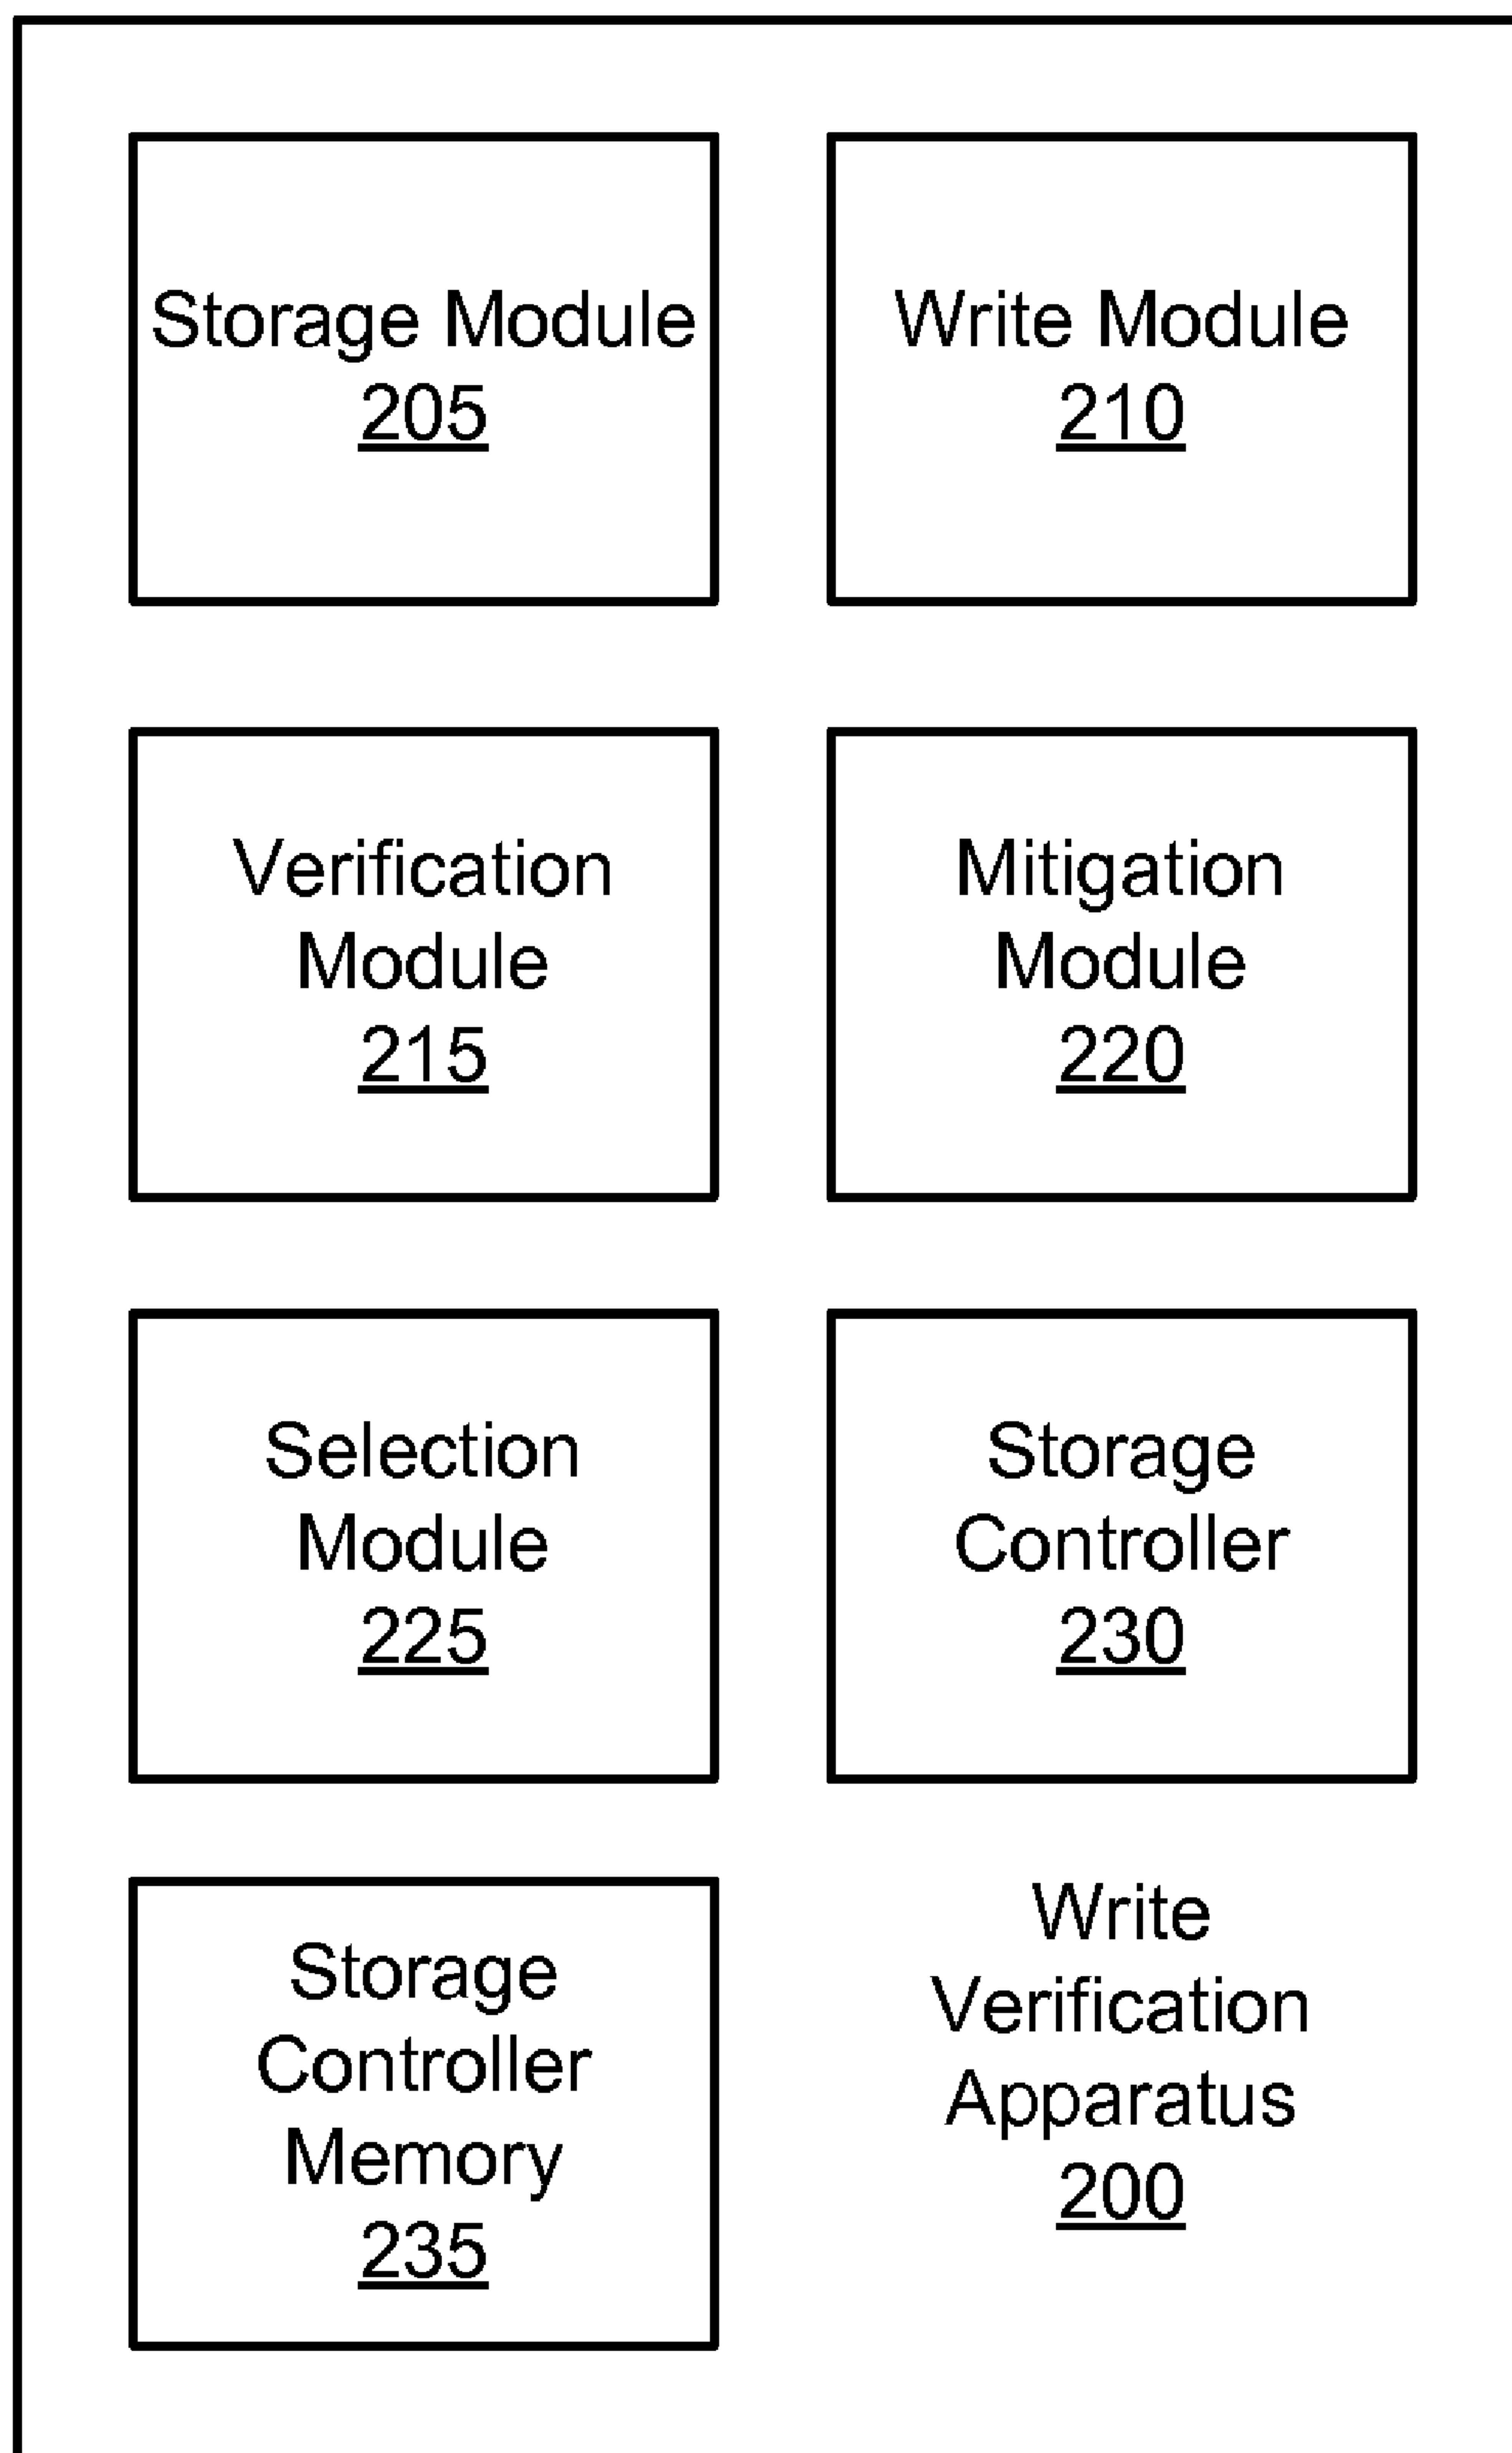 Storage Module
205
Write Module
210
Verification
Module
215
Mitigation
Module
220
Selection
Module
225
Storage
Controller
230
Storage
Controller
Memory
235
Write
Verification
Apparatus
200